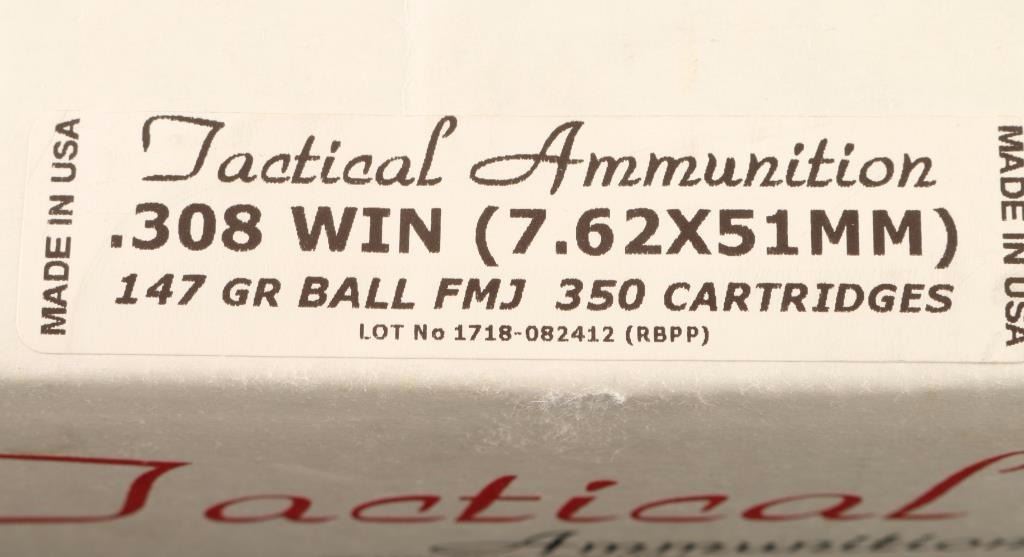 MADE IN USA
Tactical Ammunition
.308 WIN (7.62X51MM)
147 GR BALL FMJ 350 CARTRIDGES
LOT No 1718-082412 (RBPP)
MADE IN USA
Tactical
Ammunition